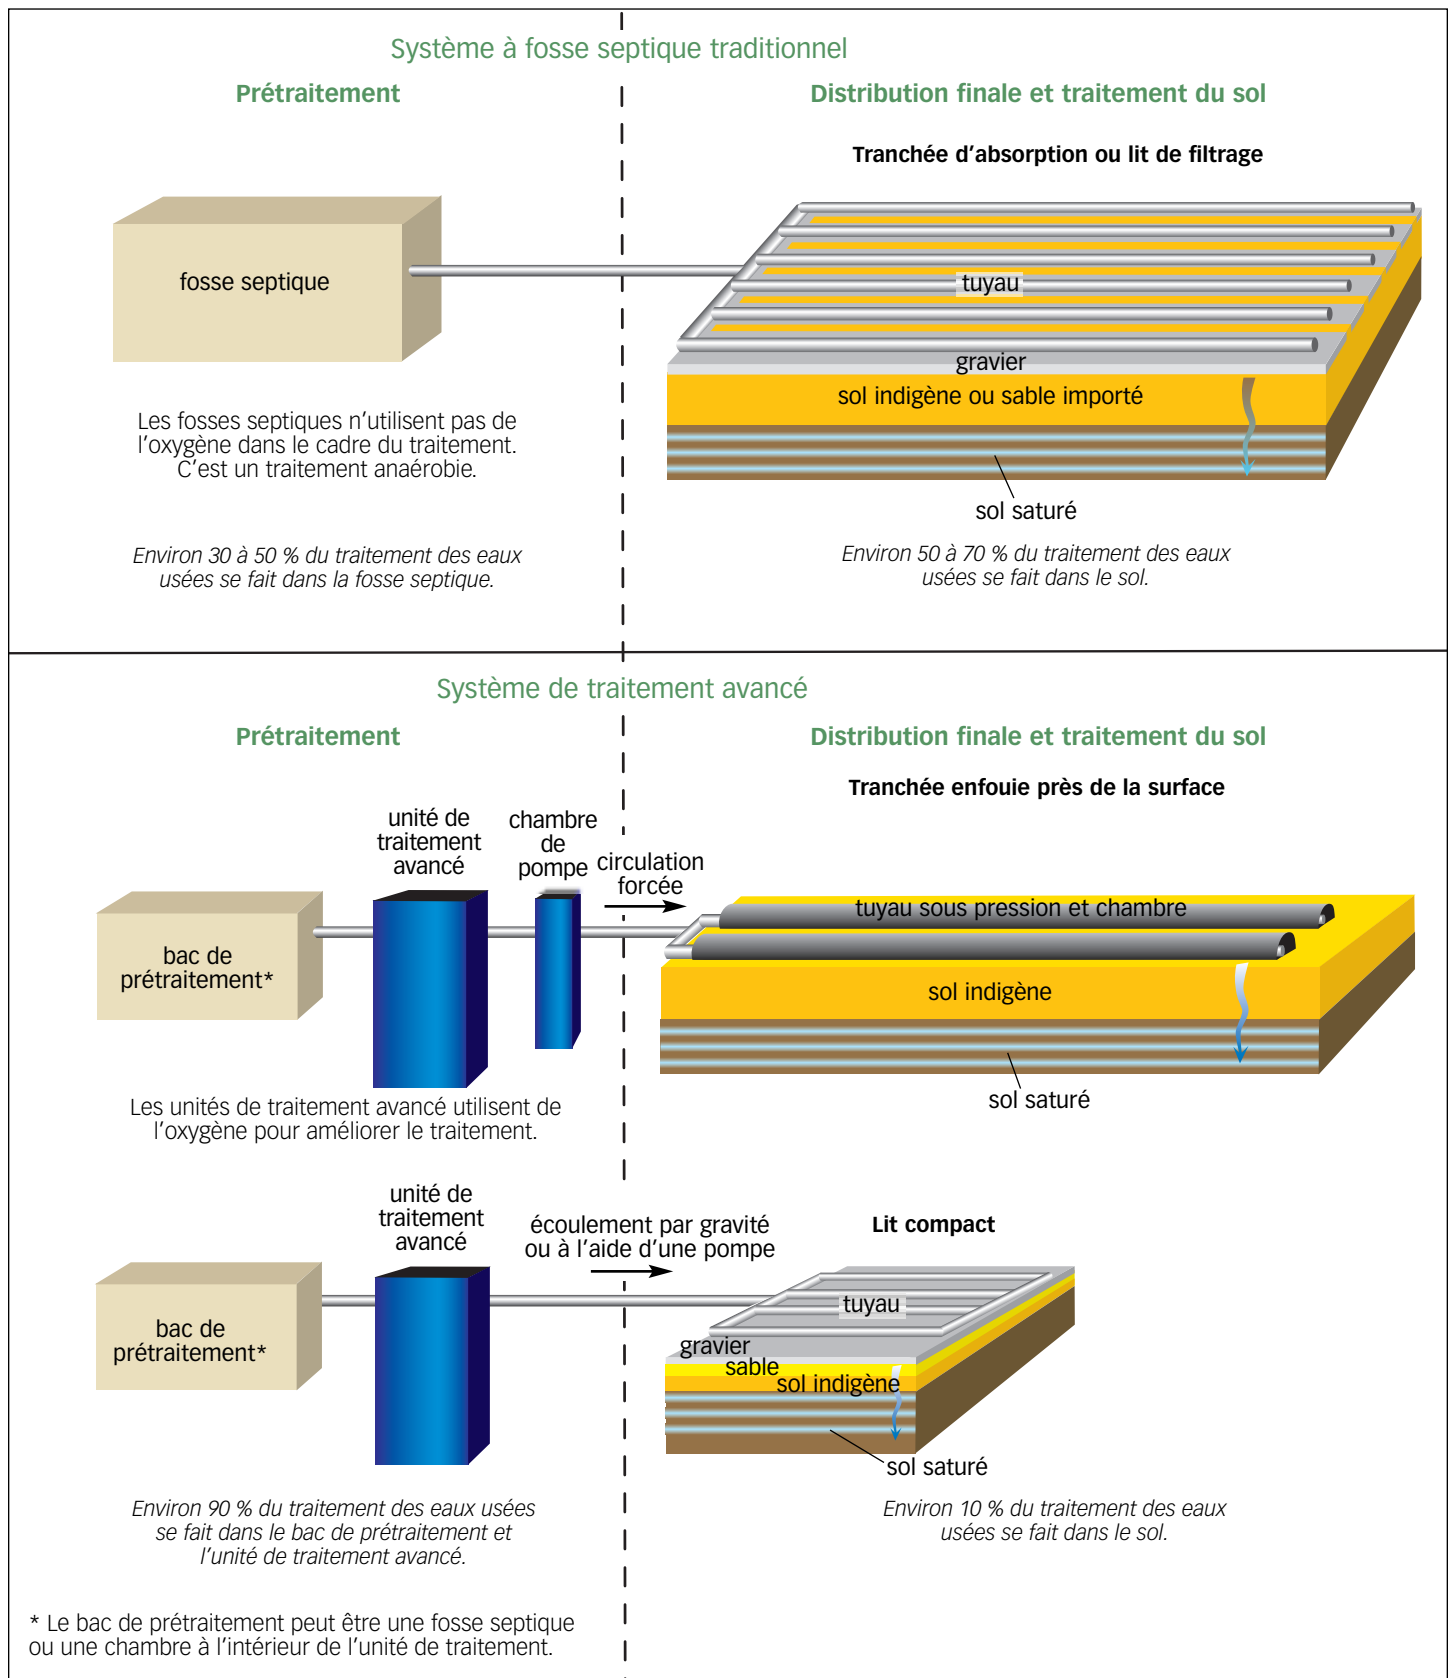 Système à fosse septique traditionnel
Prétraitement
Distribution finale et traitement du sol
Tranchée d'absorption ou lit de filtrage
fosse septique
tuyau
gravier
sol indigène ou sable importé
sol saturé
Les fosses septiques n'utilisent pas de
l'oxygène dans le cadre du traitement.
C'est un traitement anaérobie.
Environ 30 à 50 % du traitement des eaux
usées se fait dans la fosse septique.
Environ 50 à 70 % du traitement des eaux
usées se fait dans le sol.
Système de traitement avancé
Prétraitement
Distribution finale et traitement du sol
Tranchée enfouie près de la surface
unité de
traitement
avancé
chambre
de
pompe
circulation
forcée
bac de
prétraitement*
tuyau sous pression et chambre
sol indigène
sol saturé
Les unités de traitement avancé utilisent de
l'oxygène pour améliorer le traitement.
unité de
traitement
avancé
écoulement par gravité
ou à l'aide d'une pompe
Lit compact
bac de
prétraitement*
tuyau
gravier
sable
sol indigène
sol saturé
Environ 90 % du traitement des eaux usées
se fait dans le bac de prétraitement et
l'unité de traitement avancé.
Environ 10 % du traitement des eaux
usées se fait dans le sol.
* Le bac de prétraitement peut être une fosse septique
ou une chambre à l'intérieur de l'unité de traitement.